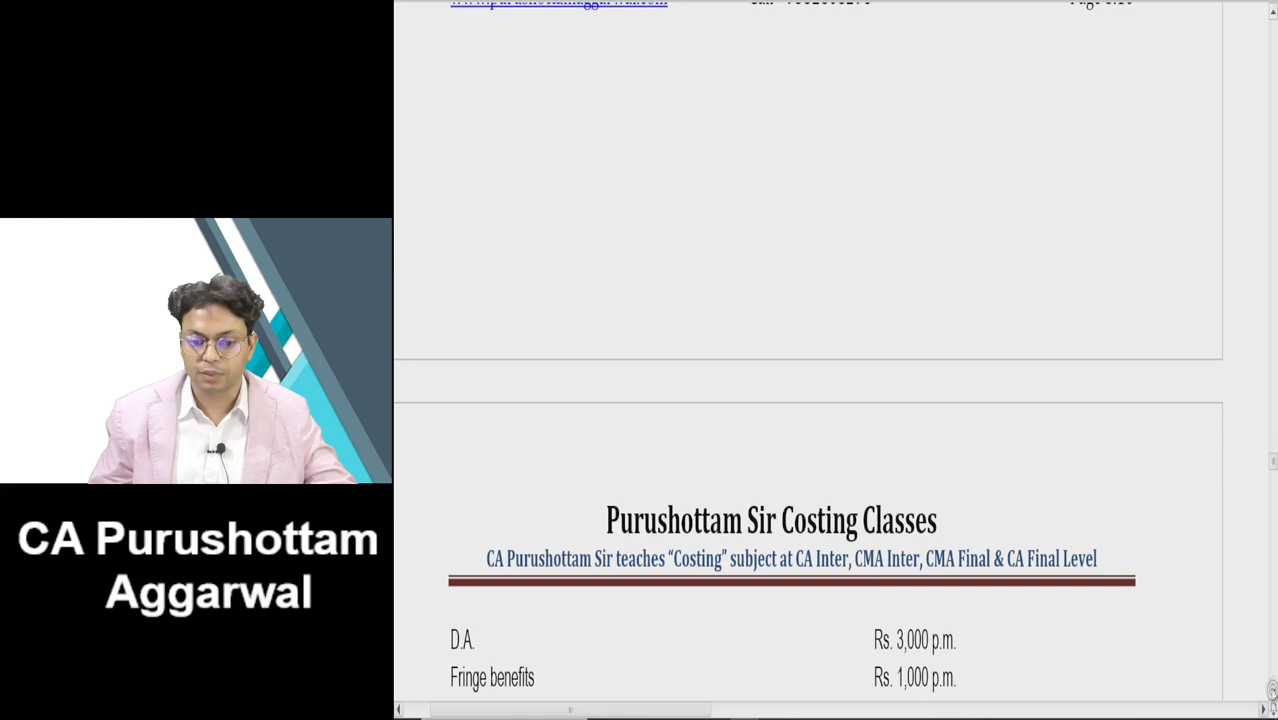 CA Purushottam
Aggarwal
Purushottam Sir Costing Classes
CA Purushottam Sir teaches “Costing” subject at CA Inter, CMA Inter, CMA Final & CA Final Level
D.A. Rs. 3,000 p.m.
Fringe benefits Rs. 1,000 p.m.